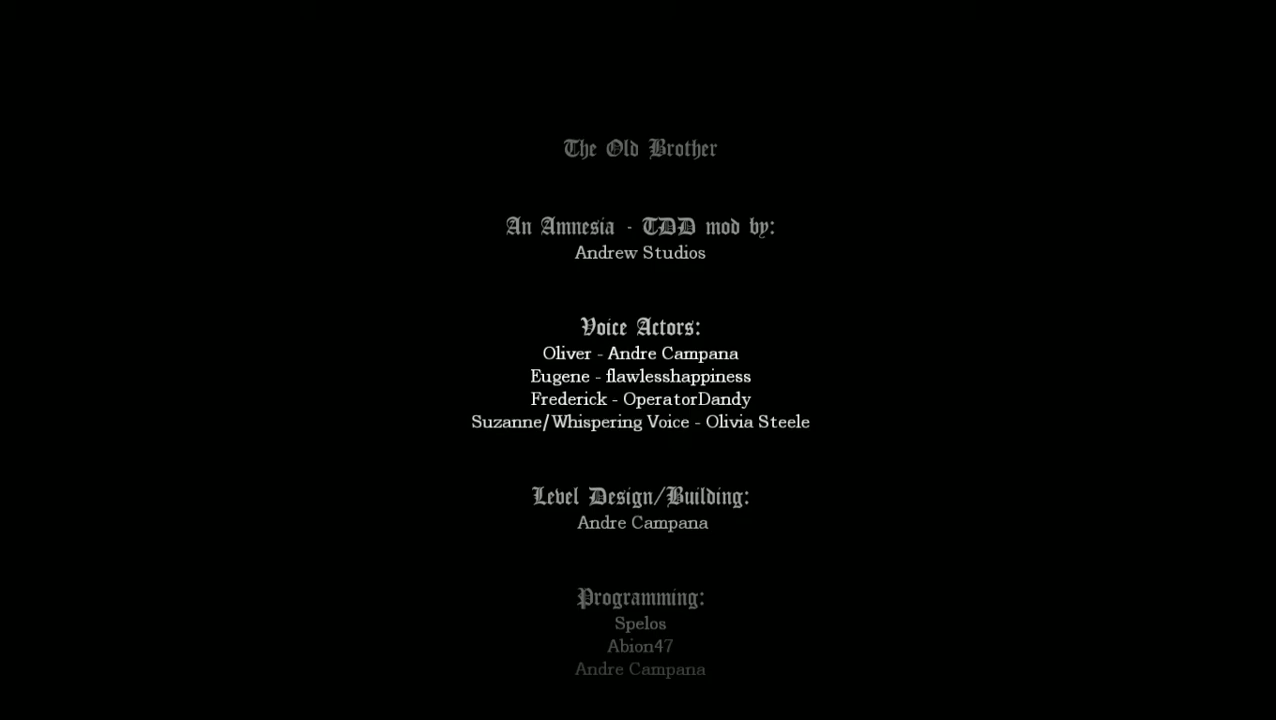 The Old Brother
An Amnesia - TDD mod by:
Andrew Studios
Voice Actors:
Oliver - Andre Campana
Eugene - flawlesshappiness
Frederick - OperatorDandy
Suzanne/Whispering Voice - Olivia Steele
Level Design/Building:
Andre Campana
Programming:
Spelos
Abion47
Andre Campana